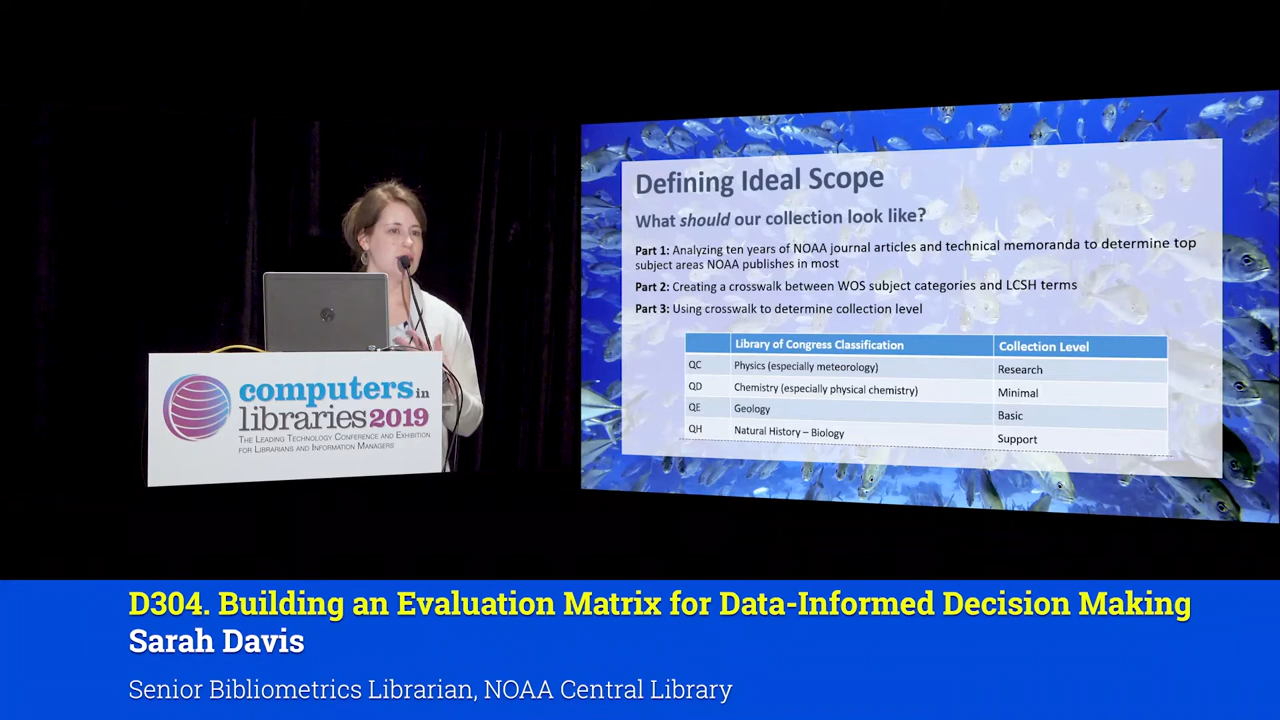 Defining Ideal Scope
What should our collection look like?
Part 1: Analyzing ten years of NOAA journal articles and technical memoranda to determine top
subject areas NOAA publishes in most
Part 2: Creating a crosswalk between WOS subject categories and LCSH terms
Part 3: Using crosswalk to determine collection level
Library of Congress Classification Collection Level
QC Physics (especially meteorology) Research
QD Chemistry (especially physical chemistry) Minimal
QE Geology Basic
QH Natural History – Biology Support
computers in
libraries 2019
The Leading Technology Conference and Exhibition
for Librarians and Information Managers
D304. Building an Evaluation Matrix for Data-Informed Decision Making
Sarah Davis
Senior Bibliometrics Librarian, NOAA Central Library